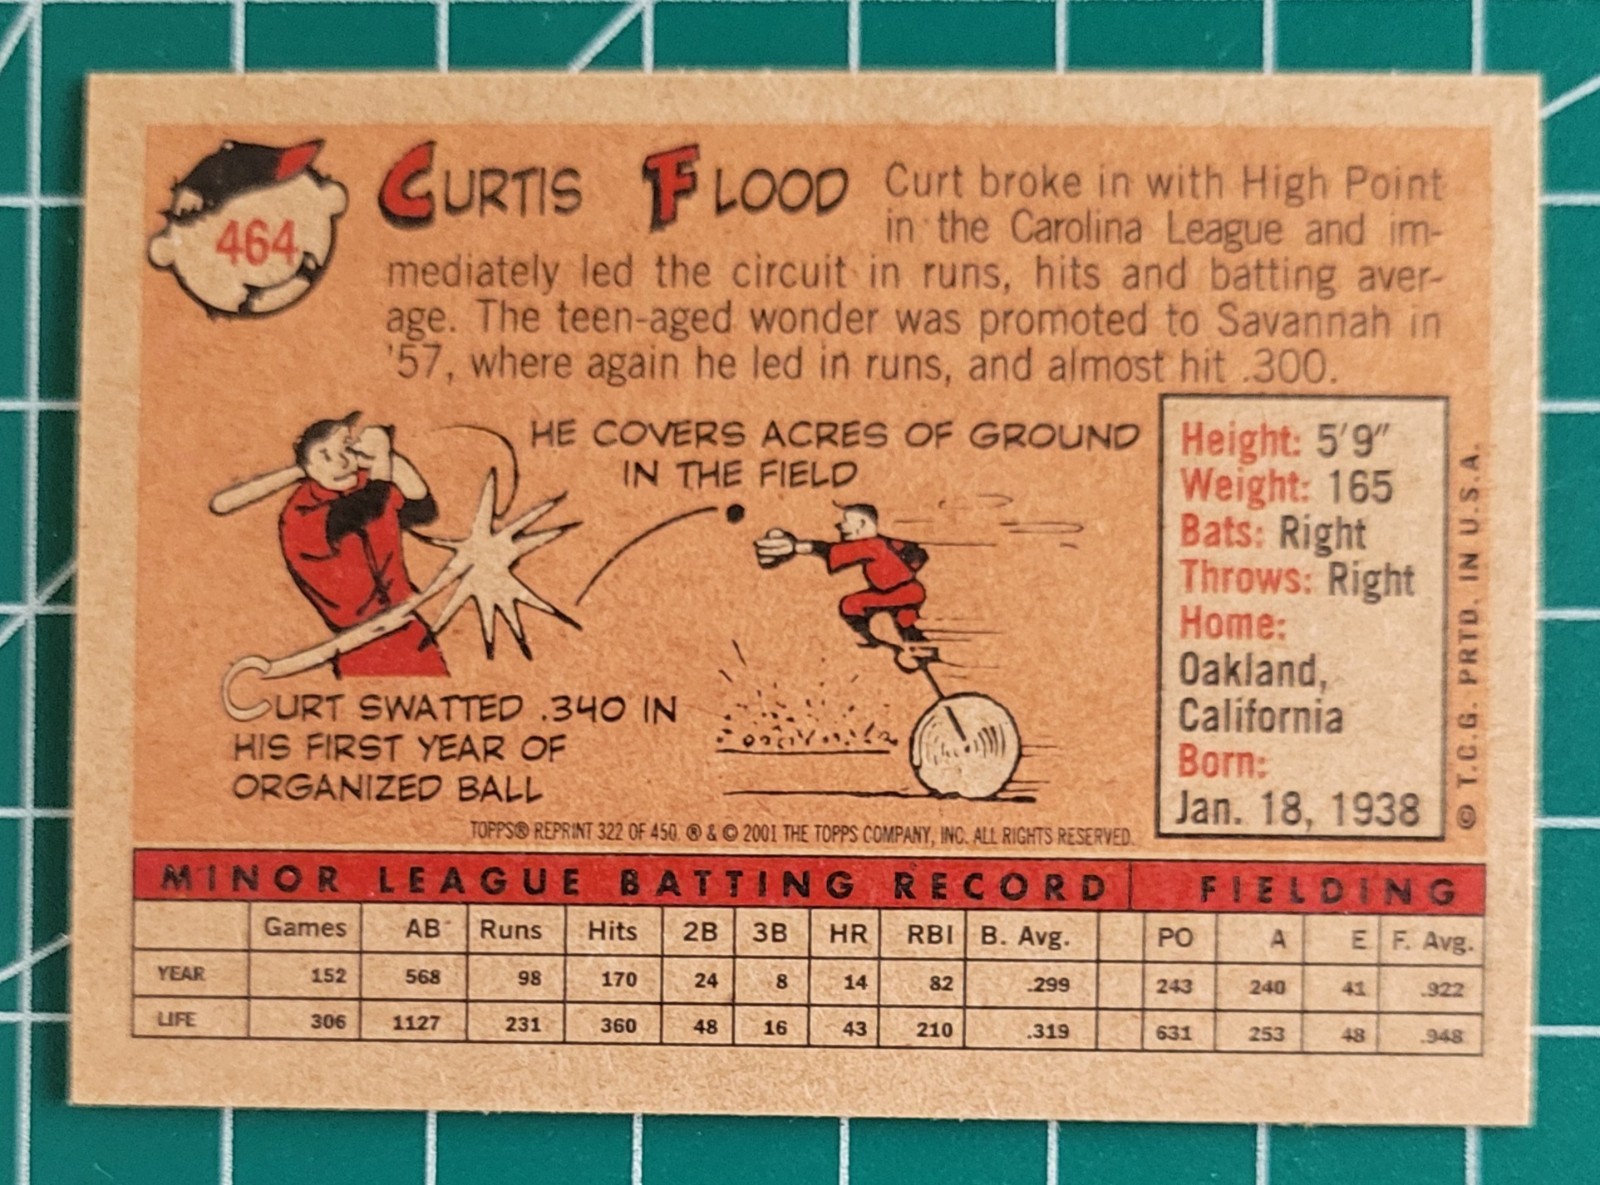 464
CURTIS FLOOD
Curt broke in with High Point
in the Carolina League and im-
mediately led the circuit in runs, hits and batting aver-
age. The teen-aged wonder was promoted to Savannah in
'57, where again he led in runs, and almost hit .300.
HE COVERS ACRES OF GROUND
IN THE FIELD
CURT SWATTED .340 IN
HIS FIRST YEAR OF
ORGANIZED BALL
Height: 5'9"
Weight: 165
Bats: Right
Throws: Right
Home:
Oakland,
California
Born:
Jan. 18, 1938
© T.C.G. PRTD. IN U.S.A.
TOPPS® REPRINT 322 OF 450. ® & © 2001 THE TOPPS COMPANY, INC. ALL RIGHTS RESERVED.
MINOR LEAGUE BATTING RECORD FIELDING
Games AB Runs Hits 2B 3B HR RBI B. Avg. PO A E F. Avg.
YEAR 152 568 98 170 24 8 14 82 .299 243 240 41 .922
LIFE 306 1127 231 360 48 16 43 210 .319 631 253 48 .948